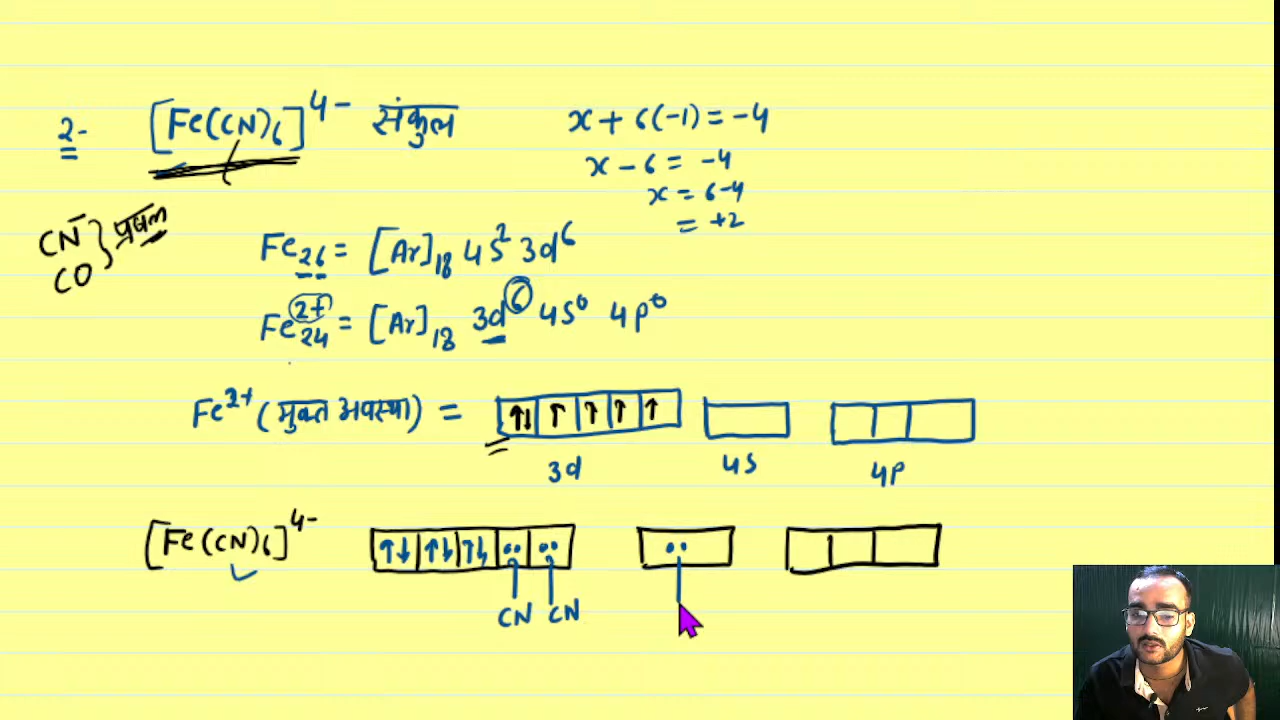 2- [Fe(CN)6]⁴⁻ संकुल
x + 6(-1) = -4
x - 6 = -4
x = 6-4
= +2
CN⁻
CO } प्रबल
Fe₂₆ = [Ar]₁₈ 4S² 3d⁶
Fe²⁺₂₄ = [Ar]₁₈ 3d⁶ 4S⁰ 4P⁰
Fe²⁺ (मुक्त अवस्था) = ↑↓ ↑ ↑ ↑ ↑
3d 4S 4P
[Fe(CN)6]⁴⁻ ↑↓ ↑↓ ↑↓ •• •• ••
CN CN